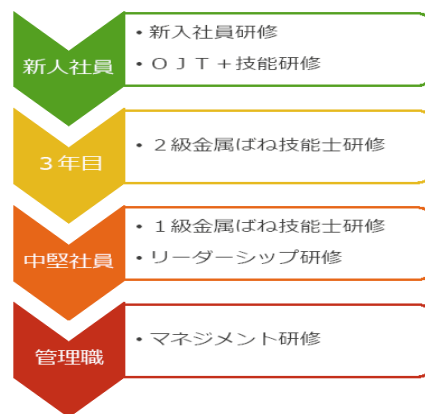 新人社員
・新入社員研修
・ＯＪＴ＋技能研修
３年目
・２級金属ばね技能士研修
中堅社員
・１級金属ばね技能士研修
・リーダーシップ研修
管理職
・マネジメント研修